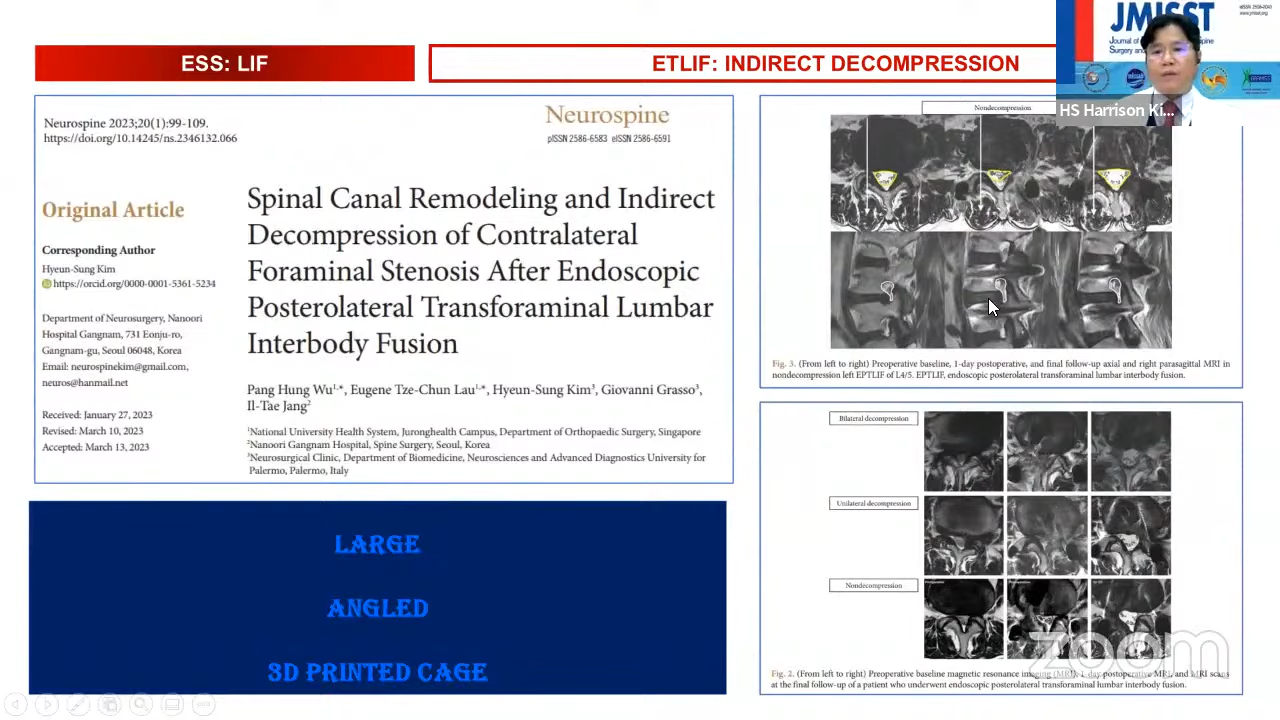 ESS: LIF
ETLIF: INDIRECT DECOMPRESSION
JMISST
HS Harrison Ki...
Neurospine 2023;20(1):99-109.
https://doi.org/10.14245/ns.2346132.066
Neurospine
pISSN 2586-6583 eISSN 2586-6591
Original Article
Corresponding Author
Hyeun-Sung Kim
https://orcid.org/0000-0001-5361-5234
Department of Neurosurgery, Nanoori
Hospital Gangnam, 731 Eonju-ro,
Gangnam-gu, Seoul 06048, Korea
Email: neurospinekim@gmail.com,
neuros@hanmail.net
Received: January 27, 2023
Revised: March 10, 2023
Accepted: March 13, 2023
Spinal Canal Remodeling and Indirect
Decompression of Contralateral
Foraminal Stenosis After Endoscopic
Posterolateral Transforaminal Lumbar
Interbody Fusion
Pang Hung Wu¹,*, Eugene Tze-Chun Lau¹,*, Hyeun-Sung Kim³, Giovanni Grasso³,
Il-Tae Jang²
¹National University Health System, Juronghealth Campus, Department of Orthopaedic Surgery, Singapore
²Nanoori Gangnam Hospital, Spine Surgery, Seoul, Korea
³Neurosurgical Clinic, Department of Biomedicine, Neurosciences and Advanced Diagnostics University for
Palermo, Palermo, Italy
LARGE
ANGLED
3D PRINTED CAGE
Nondecompression
Fig. 3. (From left to right) Preoperative baseline, 1-day postoperative, and final follow-up axial and right parasagittal MRI in
nondecompression left EPTLIF of L4/5. EPTLIF, endoscopic posterolateral transforaminal lumbar interbody fusion.
Bilateral decompression
Unilateral decompression
Nondecompression
Fig. 2. (From left to right) Preoperative baseline magnetic resonance imaging (MRI), 1-day postoperative MRI, and MRI scans
at the final follow-up of a patient who underwent endoscopic posterolateral transforaminal lumbar interbody fusion.
zoom